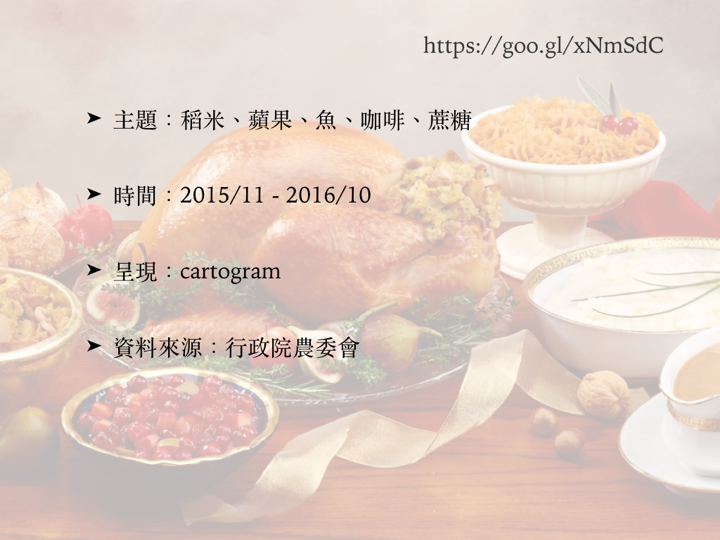 https://goo.gl/xNmSdC
➤ 主題：稻米、蘋果、魚、咖啡、蔗糖
➤ 時間：2015/11 - 2016/10
➤ 呈現：cartogram
➤ 資料來源：行政院農委會